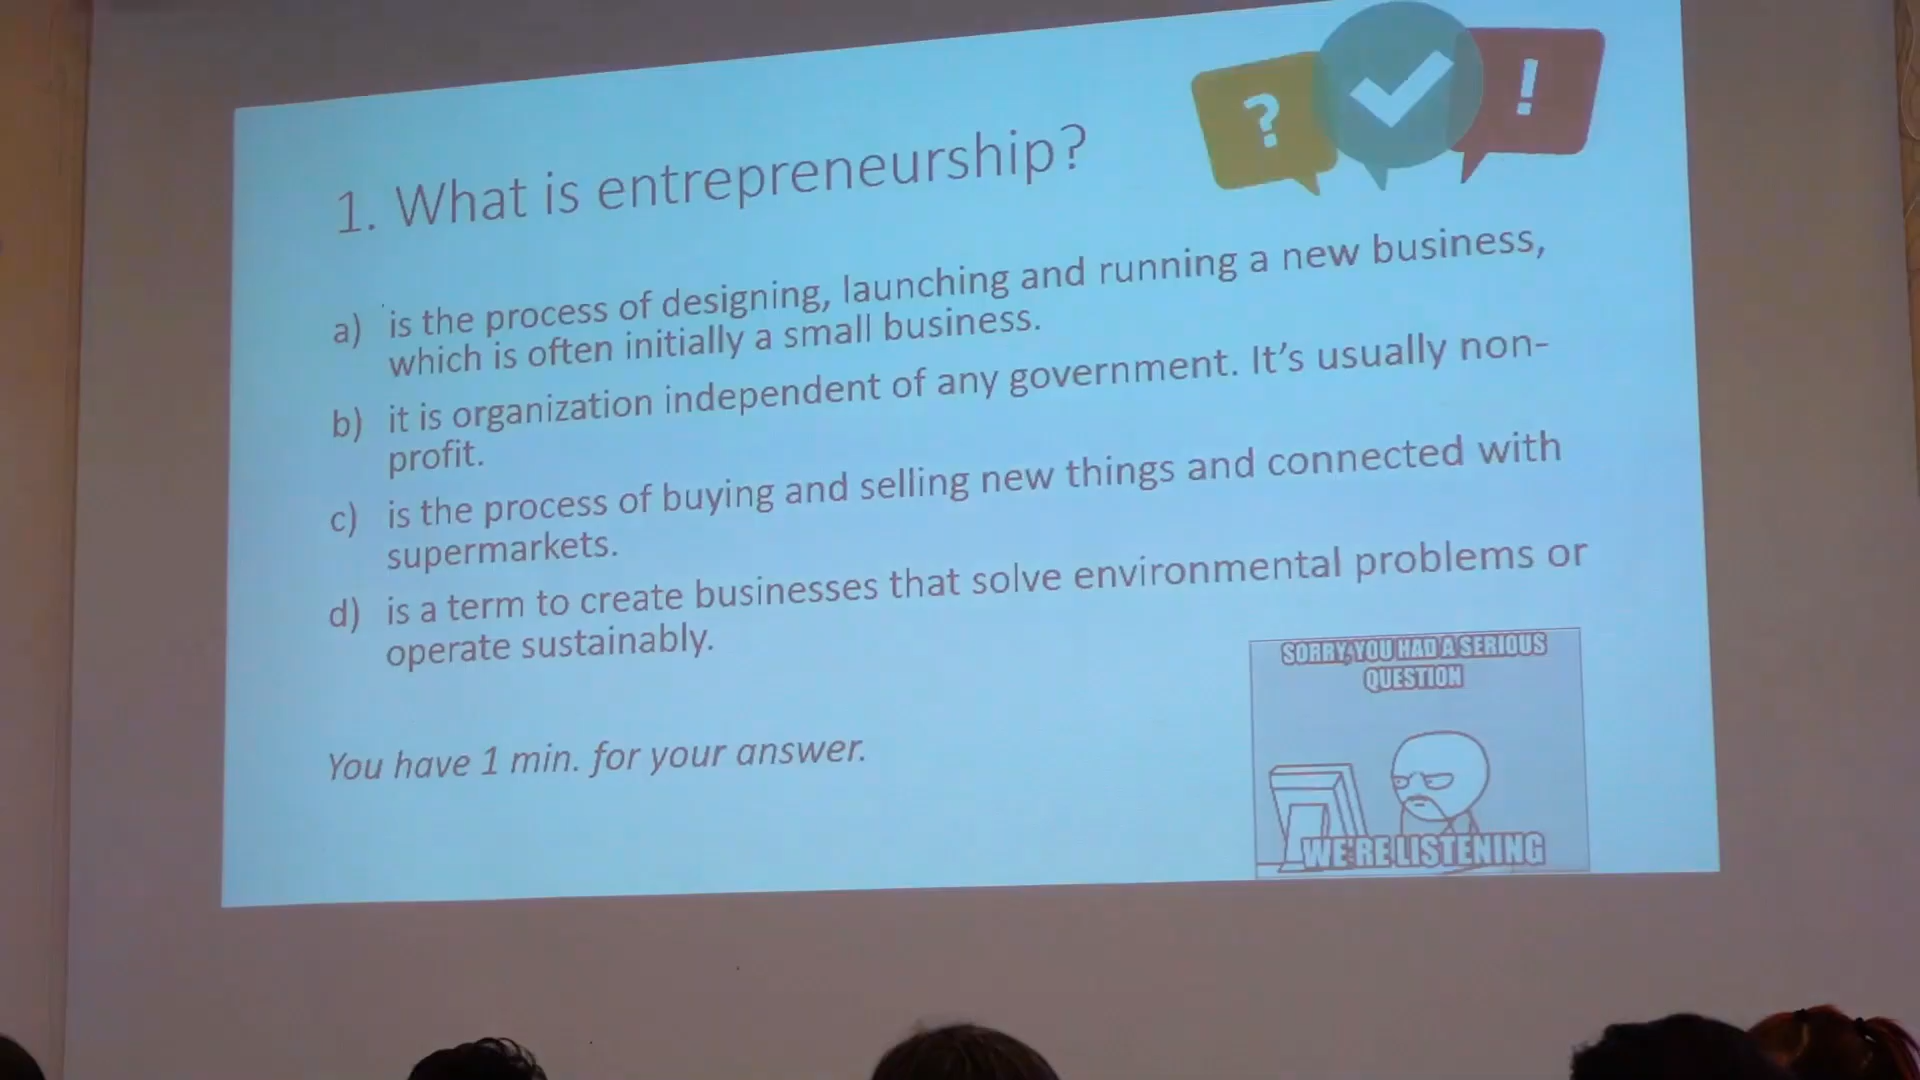 1. What is entrepreneurship?
? !
a) is the process of designing, launching and running a new business,
which is often initially a small business.
b) it is organization independent of any government. It's usually non-
profit.
c) is the process of buying and selling new things and connected with
supermarkets.
d) is a term to create businesses that solve environmental problems or
operate sustainably.
You have 1 min. for your answer.
SORRY, YOU HAD A SERIOUS
QUESTION
WE'RE LISTENING